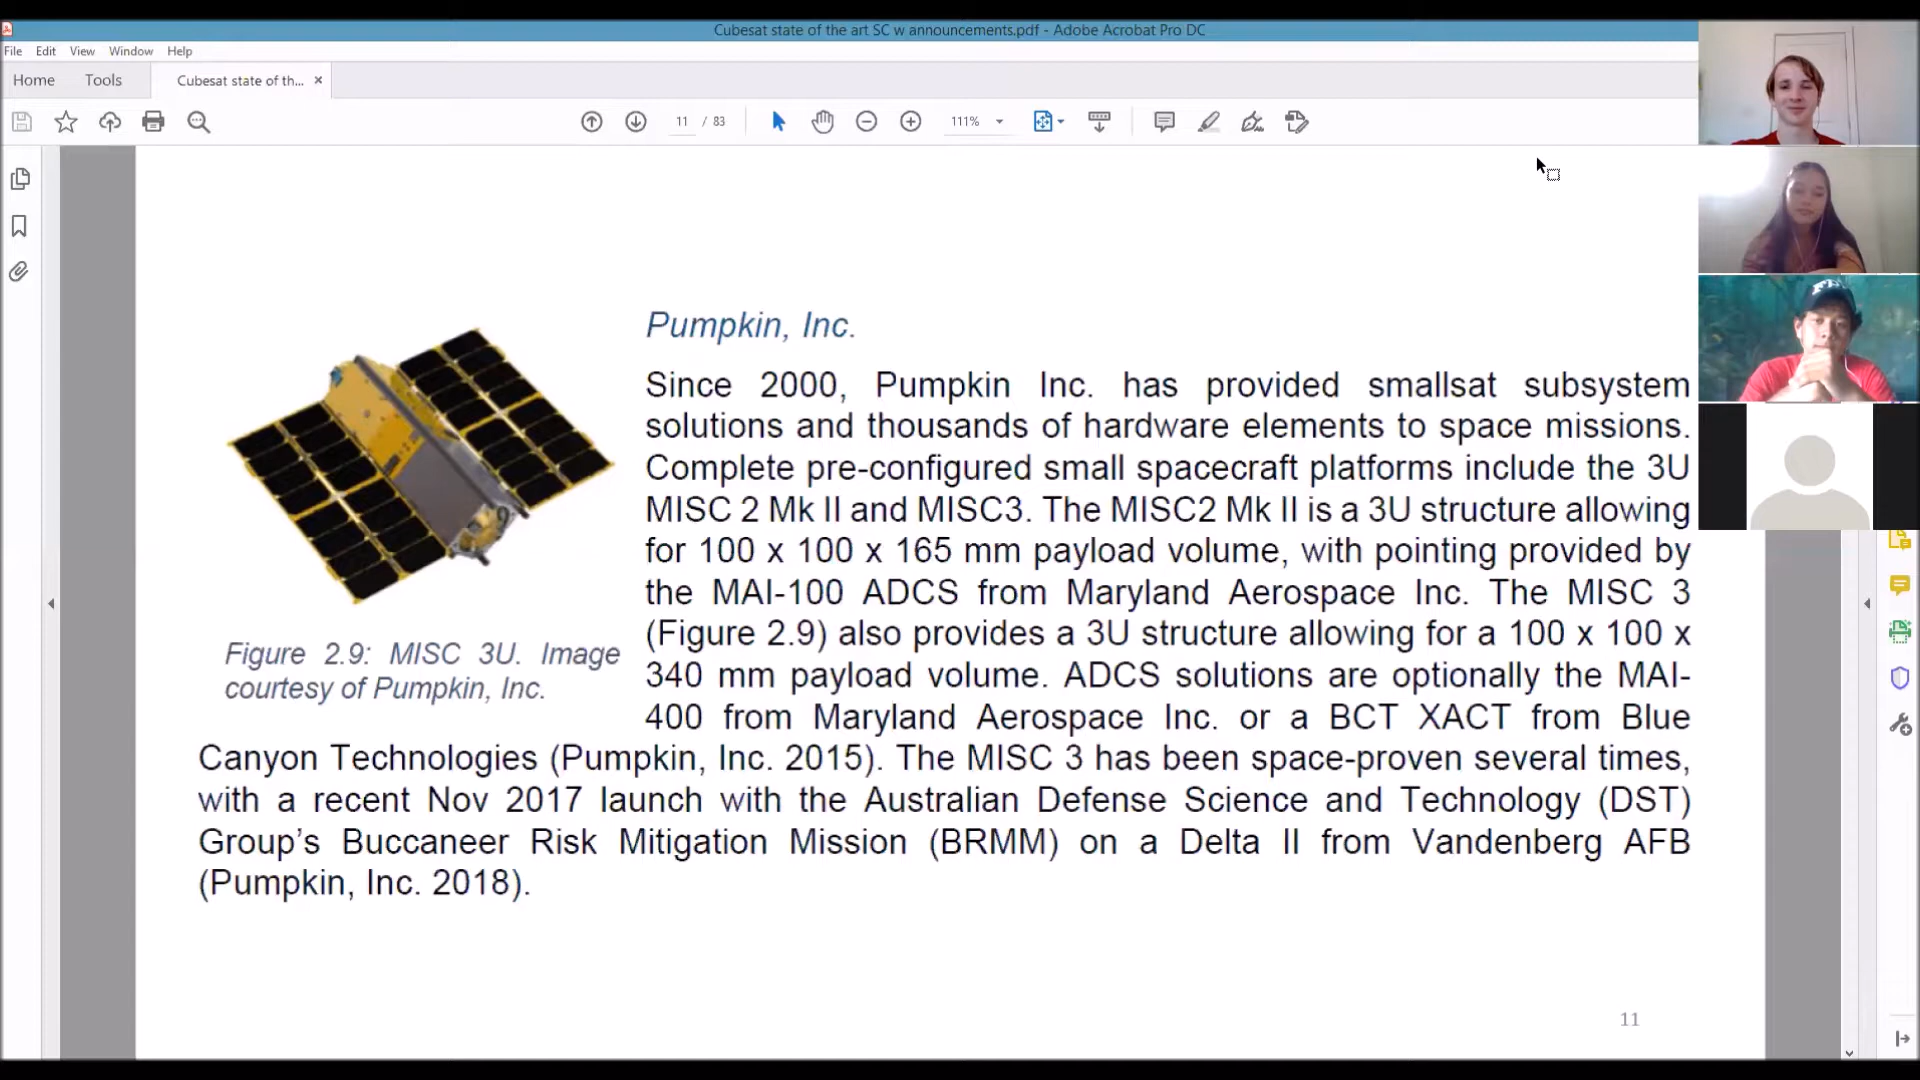 Cubesat state of the art SC w announcements.pdf - Adobe Acrobat Pro DC
File Edit View Window Help
Home Tools Cubesat state of th... ×
11 / 83 111%
Pumpkin, Inc.
Since 2000, Pumpkin Inc. has provided smallsat subsystem
solutions and thousands of hardware elements to space missions.
Complete pre-configured small spacecraft platforms include the 3U
MISC 2 Mk II and MISC3. The MISC2 Mk II is a 3U structure allowing
for 100 x 100 x 165 mm payload volume, with pointing provided by
the MAI-100 ADCS from Maryland Aerospace Inc. The MISC 3
(Figure 2.9) also provides a 3U structure allowing for a 100 x 100 x
340 mm payload volume. ADCS solutions are optionally the MAI-
400 from Maryland Aerospace Inc. or a BCT XACT from Blue
Canyon Technologies (Pumpkin, Inc. 2015). The MISC 3 has been space-proven several times,
with a recent Nov 2017 launch with the Australian Defense Science and Technology (DST)
Group's Buccaneer Risk Mitigation Mission (BRMM) on a Delta II from Vandenberg AFB
(Pumpkin, Inc. 2018).
Figure 2.9: MISC 3U. Image
courtesy of Pumpkin, Inc.
11